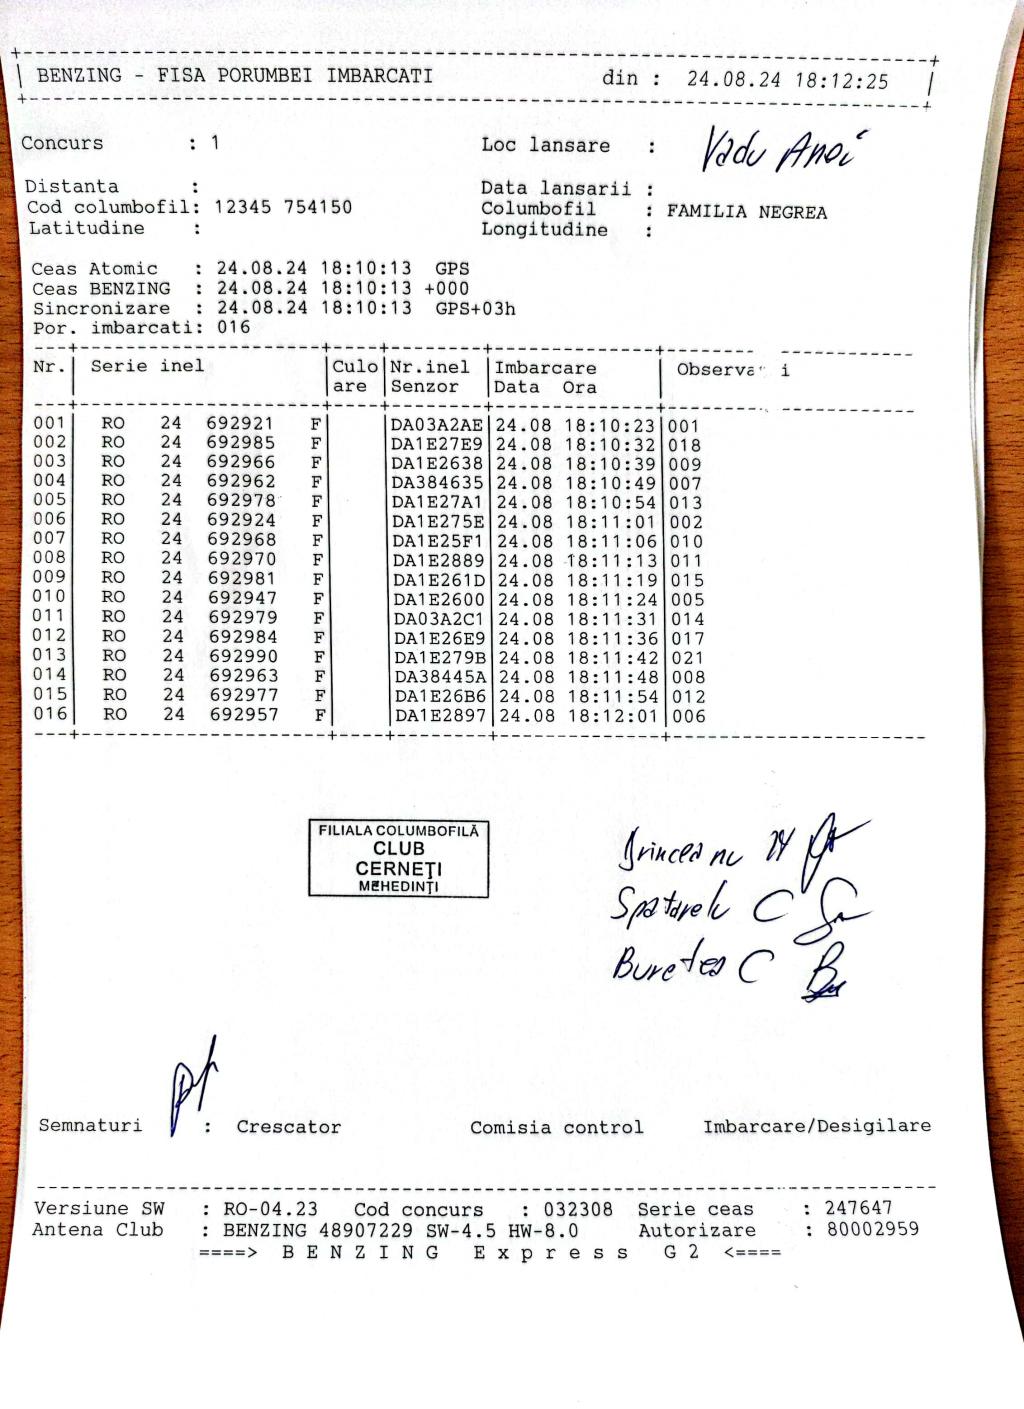 BENZING - FISA PORUMBEI IMBARCATI din : 24.08.24 18:12:25
Concurs : 1 Loc lansare : Vadu Anei
Distanta : Data lansarii :
Cod columbofil: 12345 754150 Columbofil : FAMILIA NEGREA
Latitudine : Longitudine :
Ceas Atomic : 24.08.24 18:10:13 GPS
Ceas BENZING : 24.08.24 18:10:13 +000
Sincronizare : 24.08.24 18:10:13 GPS+03h
Por. imbarcati: 016
Nr. Serie inel Culo Nr.inel Imbarcare Observa i
are Senzor Data Ora
001 RO 24 692921 F DA03A2AE 24.08 18:10:23 001
002 RO 24 692985 F DA1E27E9 24.08 18:10:32 018
003 RO 24 692966 F DA1E2638 24.08 18:10:39 009
004 RO 24 692962 F DA384635 24.08 18:10:49 007
005 RO 24 692978 F DA1E27A1 24.08 18:10:54 013
006 RO 24 692924 F DA1E275E 24.08 18:11:01 002
007 RO 24 692968 F DA1E25F1 24.08 18:11:06 010
008 RO 24 692970 F DA1E2889 24.08 18:11:13 011
009 RO 24 692981 F DA1E261D 24.08 18:11:19 015
010 RO 24 692947 F DA1E2600 24.08 18:11:24 005
011 RO 24 692979 F DA03A2C1 24.08 18:11:31 014
012 RO 24 692984 F DA1E26E9 24.08 18:11:36 017
013 RO 24 692990 F DA1E279B 24.08 18:11:42 021
014 RO 24 692963 F DA38445A 24.08 18:11:48 008
015 RO 24 692977 F DA1E26B6 24.08 18:11:54 012
016 RO 24 692957 F DA1E2897 24.08 18:12:01 006
FILIALA COLUMBOFILĂ
CLUB
CERNEȚI
MEHEDINȚI
Spatarelu C
Buretea C
Semnaturi : Crescator Comisia control Imbarcare/Desigilare
Versiune SW : RO-04.23 Cod concurs : 032308 Serie ceas : 247647
Antena Club : BENZING 48907229 SW-4.5 HW-8.0 Autorizare : 80002959
====> B E N Z I N G E x p r e s s G 2 <====